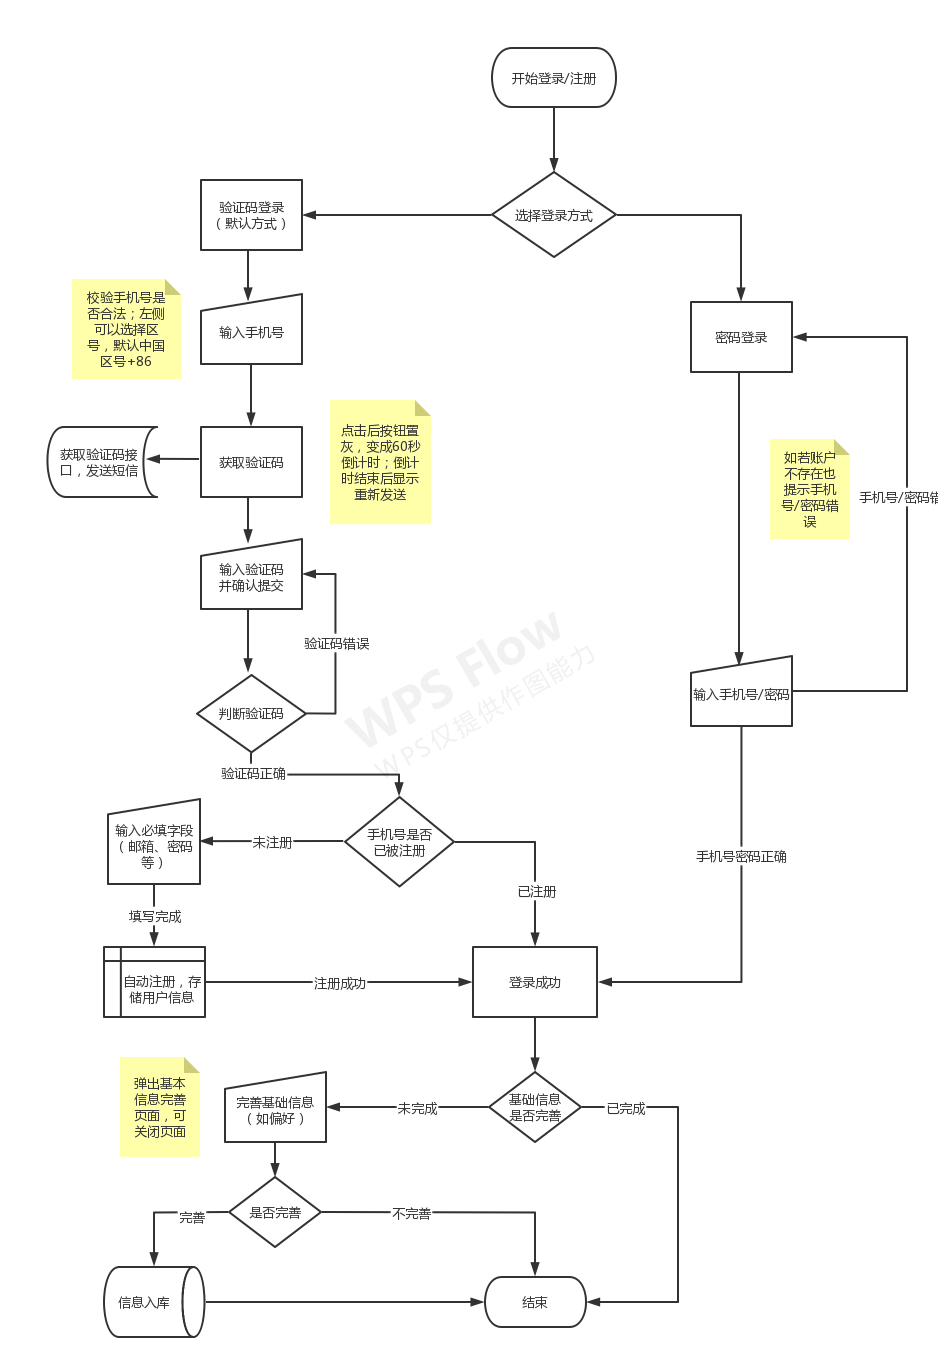 开始登录/注册
选择登录方式
验证码登录
（默认方式）
校验手机号是
否合法；左侧
可以选择区
号，默认中国
区号+86
输入手机号
密码登录
点击后按钮置
灰，变成60秒
倒计时；倒计
时结束后显示
重新发送
获取验证码接
口，发送短信
获取验证码
如若账户
不存在也
提示手机
号/密码错
误
手机号/密码错
输入验证码
并确认提交
验证码错误
WPS Flow
WPS仅提供作图能力
判断验证码
输入手机号/密码
验证码正确
手机号是否
已被注册
未注册
输入必填字段
（邮箱、密码
等）
手机号密码正确
已注册
填写完成
自动注册，存
储用户信息
注册成功
登录成功
弹出基本
信息完善
页面，可
关闭页面
完善基础信息
（如偏好）
未完成
基础信息
是否完善
已完成
是否完善
完善
不完善
信息入库
结束